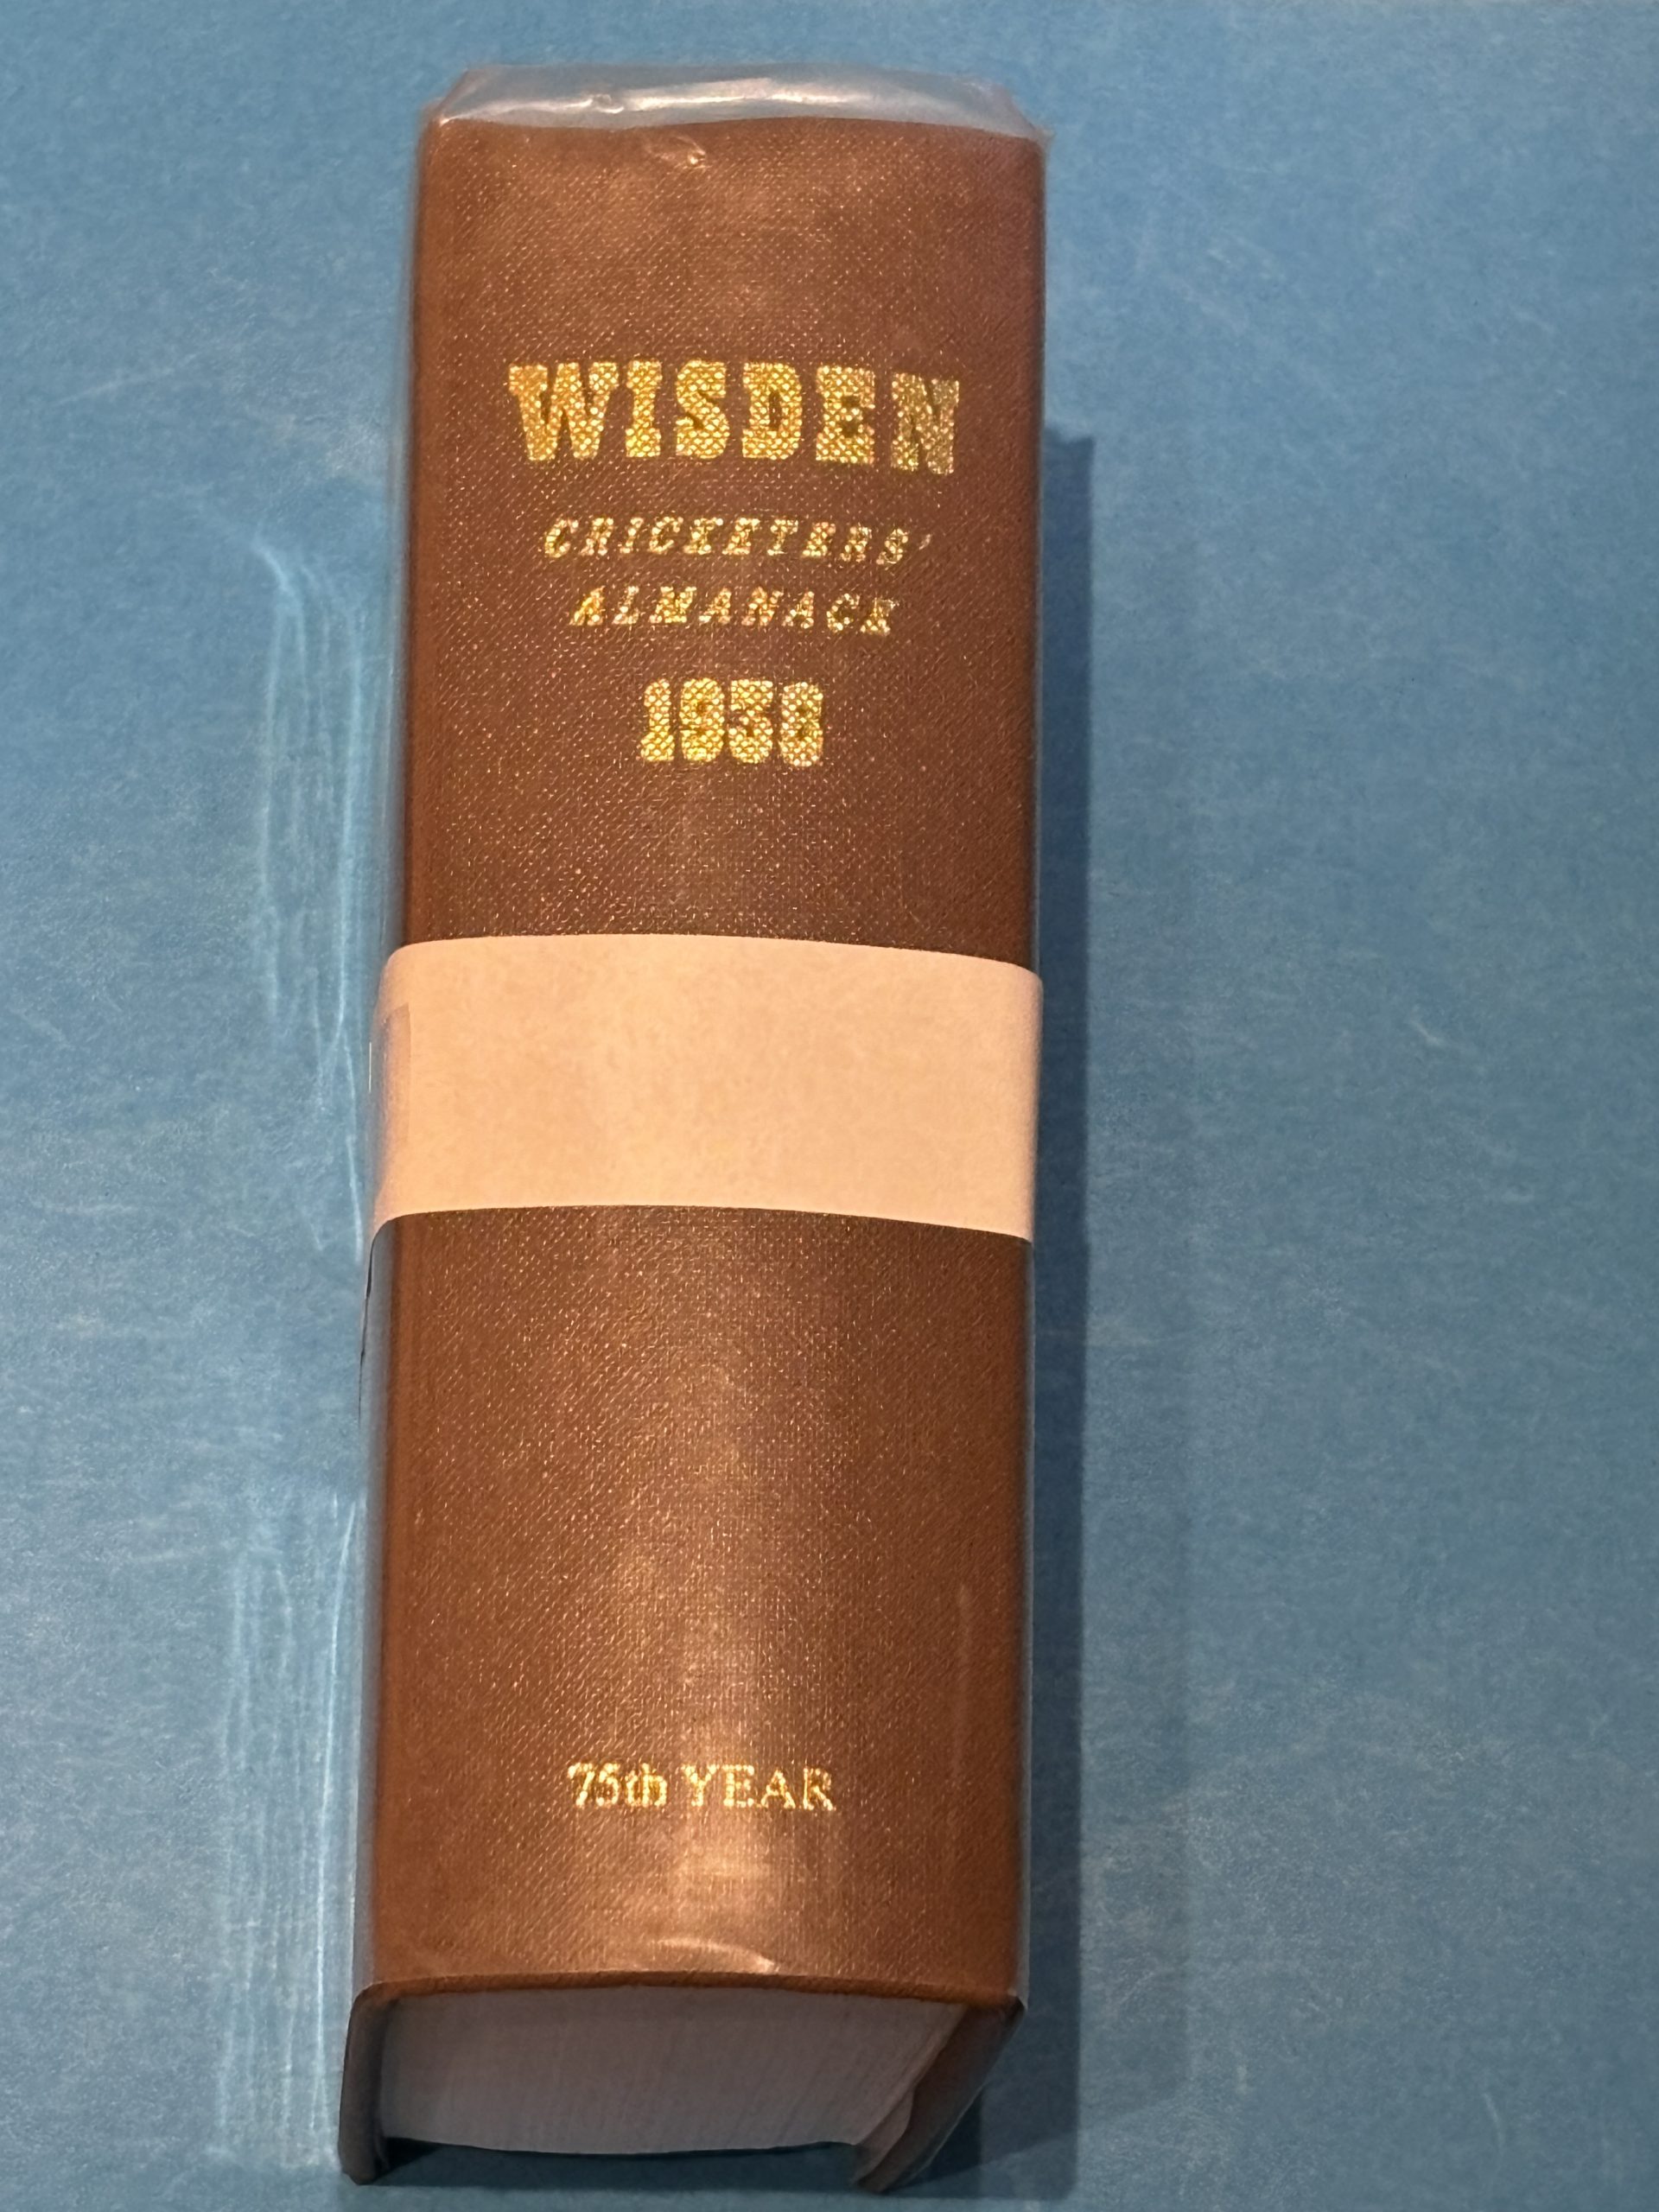 WISDEN
CRICKETERS'
ALMANACK
1938
75th YEAR